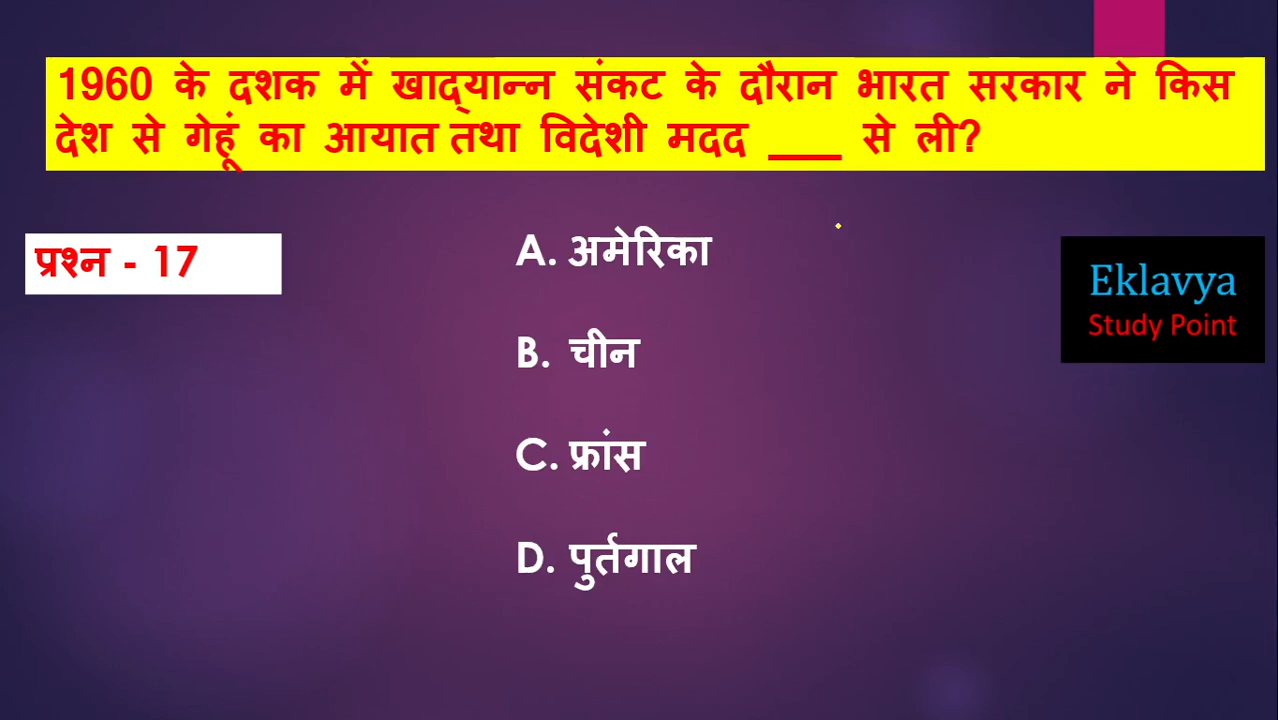 1960 के दशक में खाद्यान्न संकट के दौरान भारत सरकार ने किस
देश से गेहूं का आयात तथा विदेशी मदद ____ से ली?
प्रश्न - 17
A. अमेरिका
B. चीन
C. फ्रांस
D. पुर्तगाल
Eklavya
Study Point